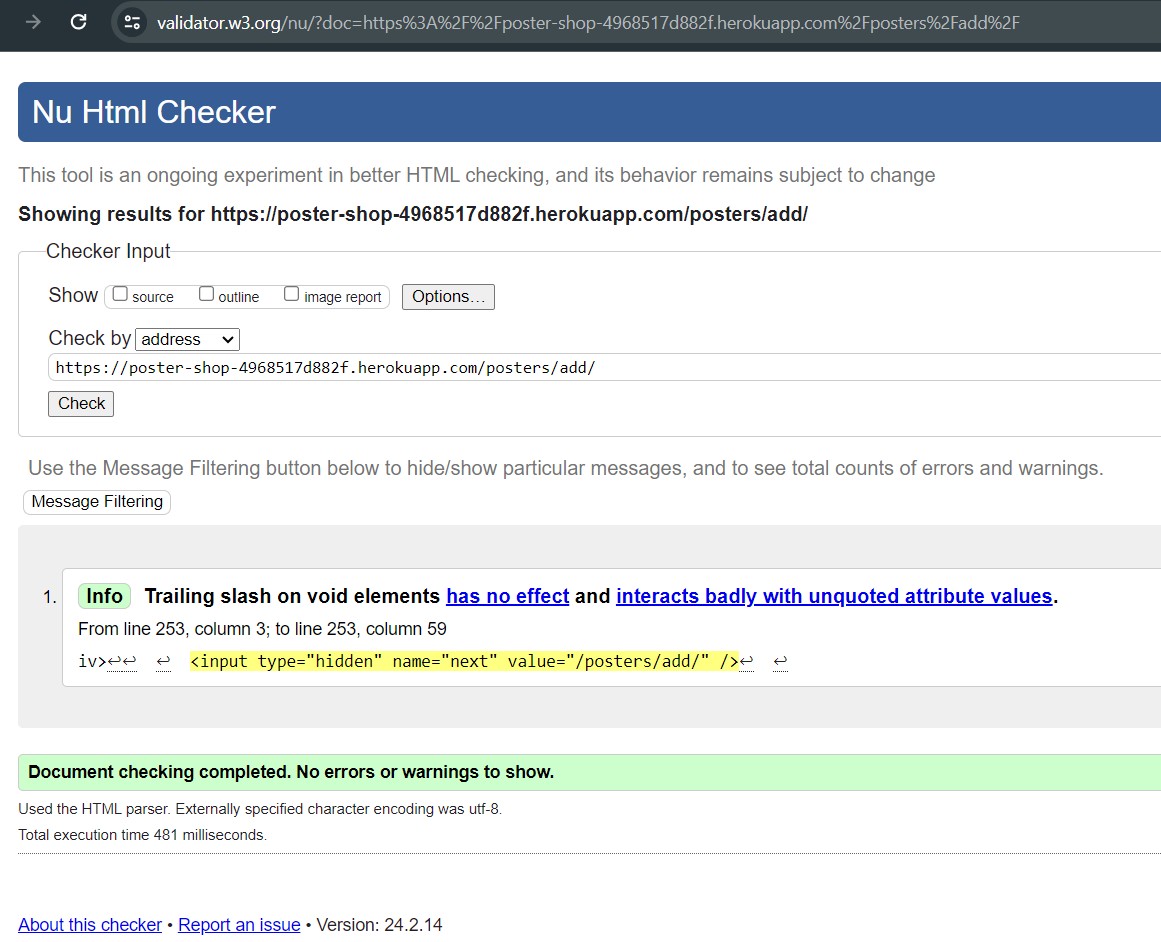 validator.w3.org/nu/?doc=https%3A%2F%2Fposter-shop-4968517d882f.herokuapp.com%2Fposters%2Fadd%2F
Nu Html Checker
This tool is an ongoing experiment in better HTML checking, and its behavior remains subject to change
Showing results for https://poster-shop-4968517d882f.herokuapp.com/posters/add/
Checker Input
Show source outline image report Options…
Check by address
https://poster-shop-4968517d882f.herokuapp.com/posters/add/
Check
Use the Message Filtering button below to hide/show particular messages, and to see total counts of errors and warnings.
Message Filtering
1. Info Trailing slash on void elements has no effect and interacts badly with unquoted attribute values.
From line 253, column 3; to line 253, column 59
iv>↩↩ ↩ <input type="hidden" name="next" value="/posters/add/" />↩ ↩
Document checking completed. No errors or warnings to show.
Used the HTML parser. Externally specified character encoding was utf-8.
Total execution time 481 milliseconds.
About this checker • Report an issue • Version: 24.2.14